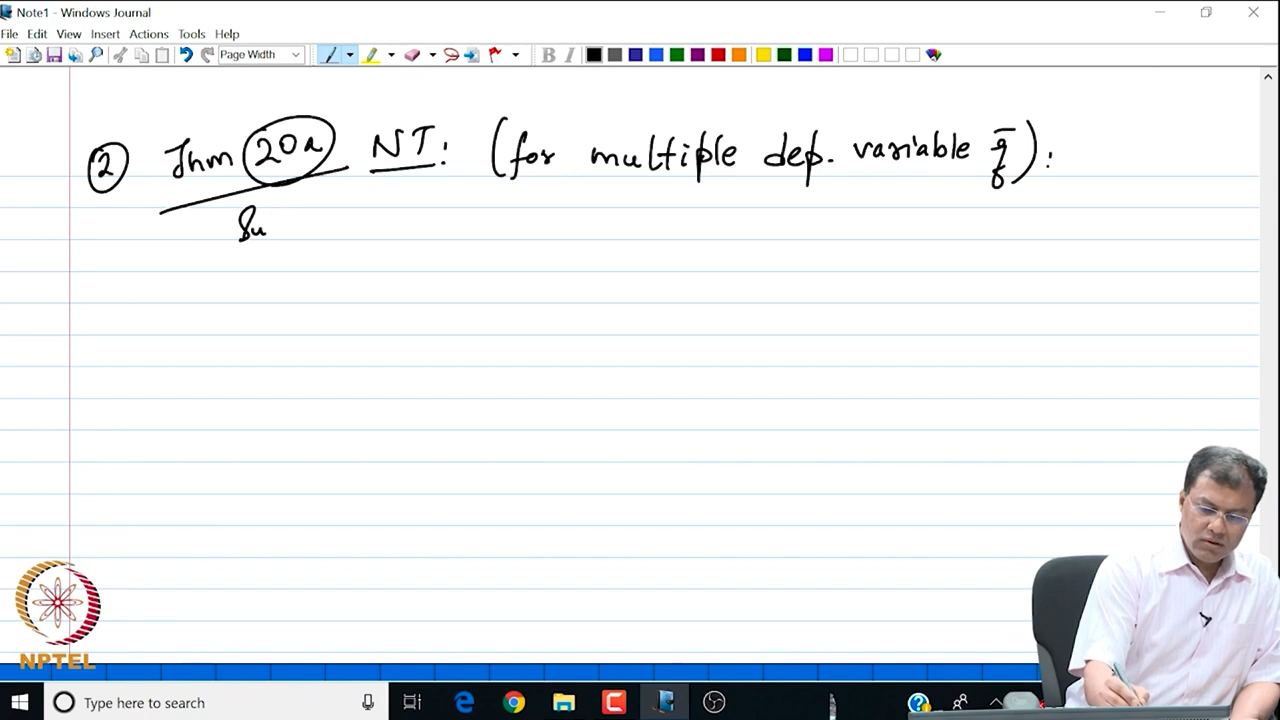 Note1 - Windows Journal
File Edit View Insert Actions Tools Help
Page Width
B I
② Thm 20a NT: (for multiple dep. variable q̄):
Su
NPTEL
Type here to search